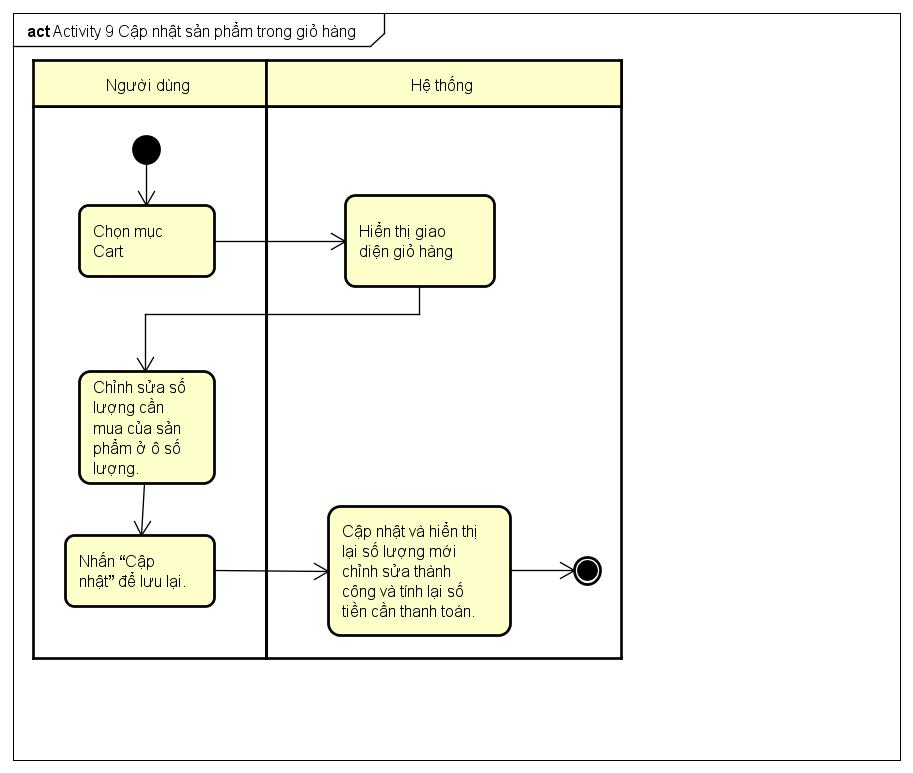 act Activity 9 Cập nhật sản phẩm trong giỏ hàng
Người dùng
Hệ thống
Chọn mục
Cart
Hiển thị giao
diện giỏ hàng
Chỉnh sửa số
lượng cần
mua của sản
phẩm ở ô số
lượng.
Nhấn “Cập
nhật” để lưu lại.
Cập nhật và hiển thị
lại số lượng mới
chỉnh sửa thành
công và tính lại số
tiền cần thanh toán.